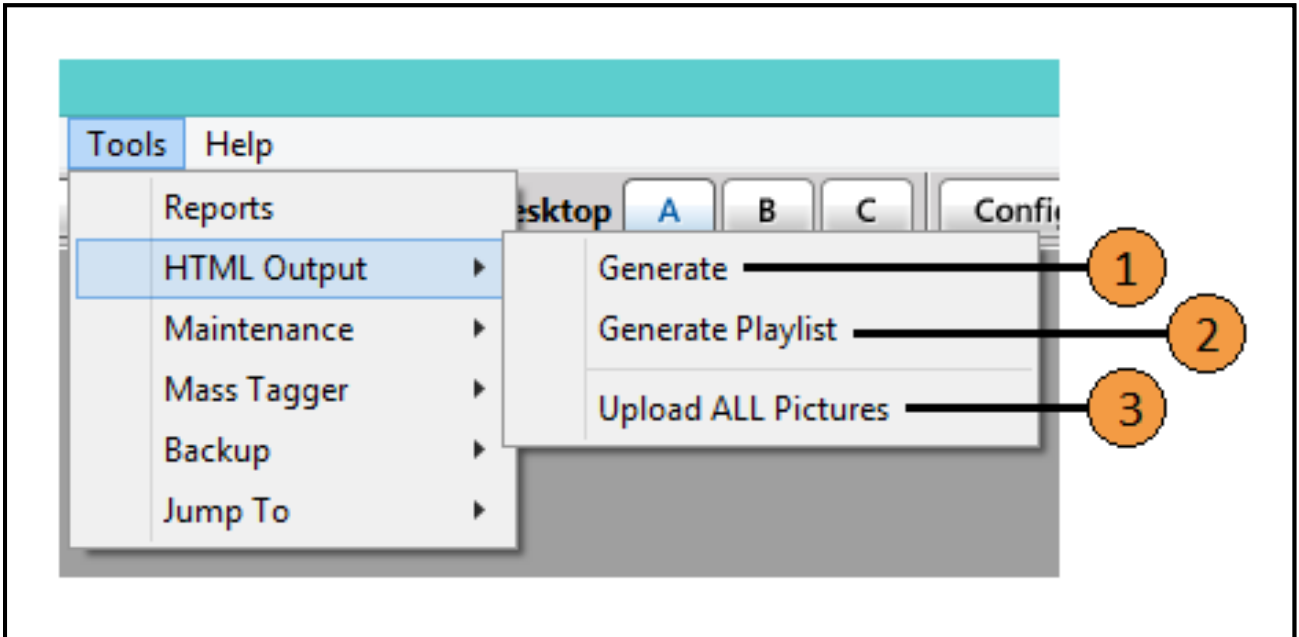 Tools Help
Reports
esktop A B C Config
HTML Output
Generate 1
Maintenance
Generate Playlist 2
Mass Tagger
Upload ALL Pictures 3
Backup
Jump To